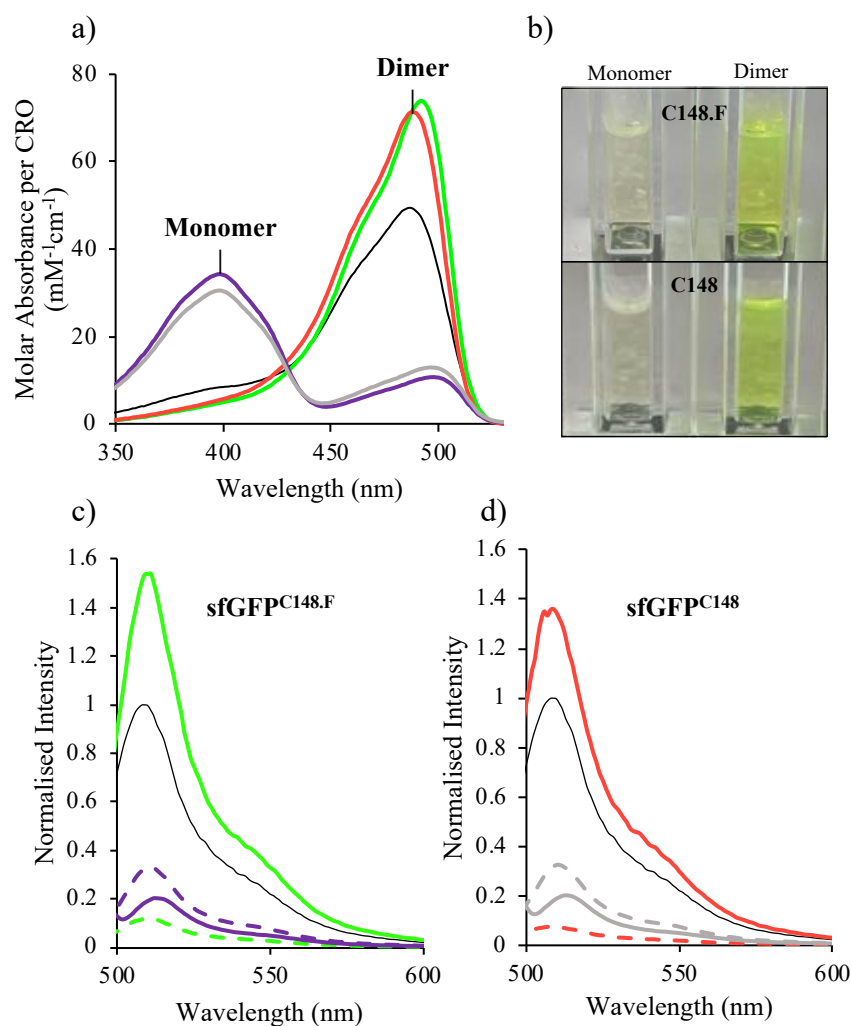 a)
Dimer
Monomer
Molar Absorbance per CRO
(mM⁻¹cm⁻¹)
80
60
40
20
0
350
400
450
500
Wavelength (nm)
b)
Monomer
Dimer
C148.F
C148
c)
sfGFPC148.F
Normalised Intensity
1.6
1.4
1.2
1
0.8
0.6
0.4
0.2
0
500
550
600
Wavelength (nm)
d)
sfGFPC148
Normalised Intensity
1.6
1.4
1.2
1
0.8
0.6
0.4
0.2
0
500
550
600
Wavelength (nm)